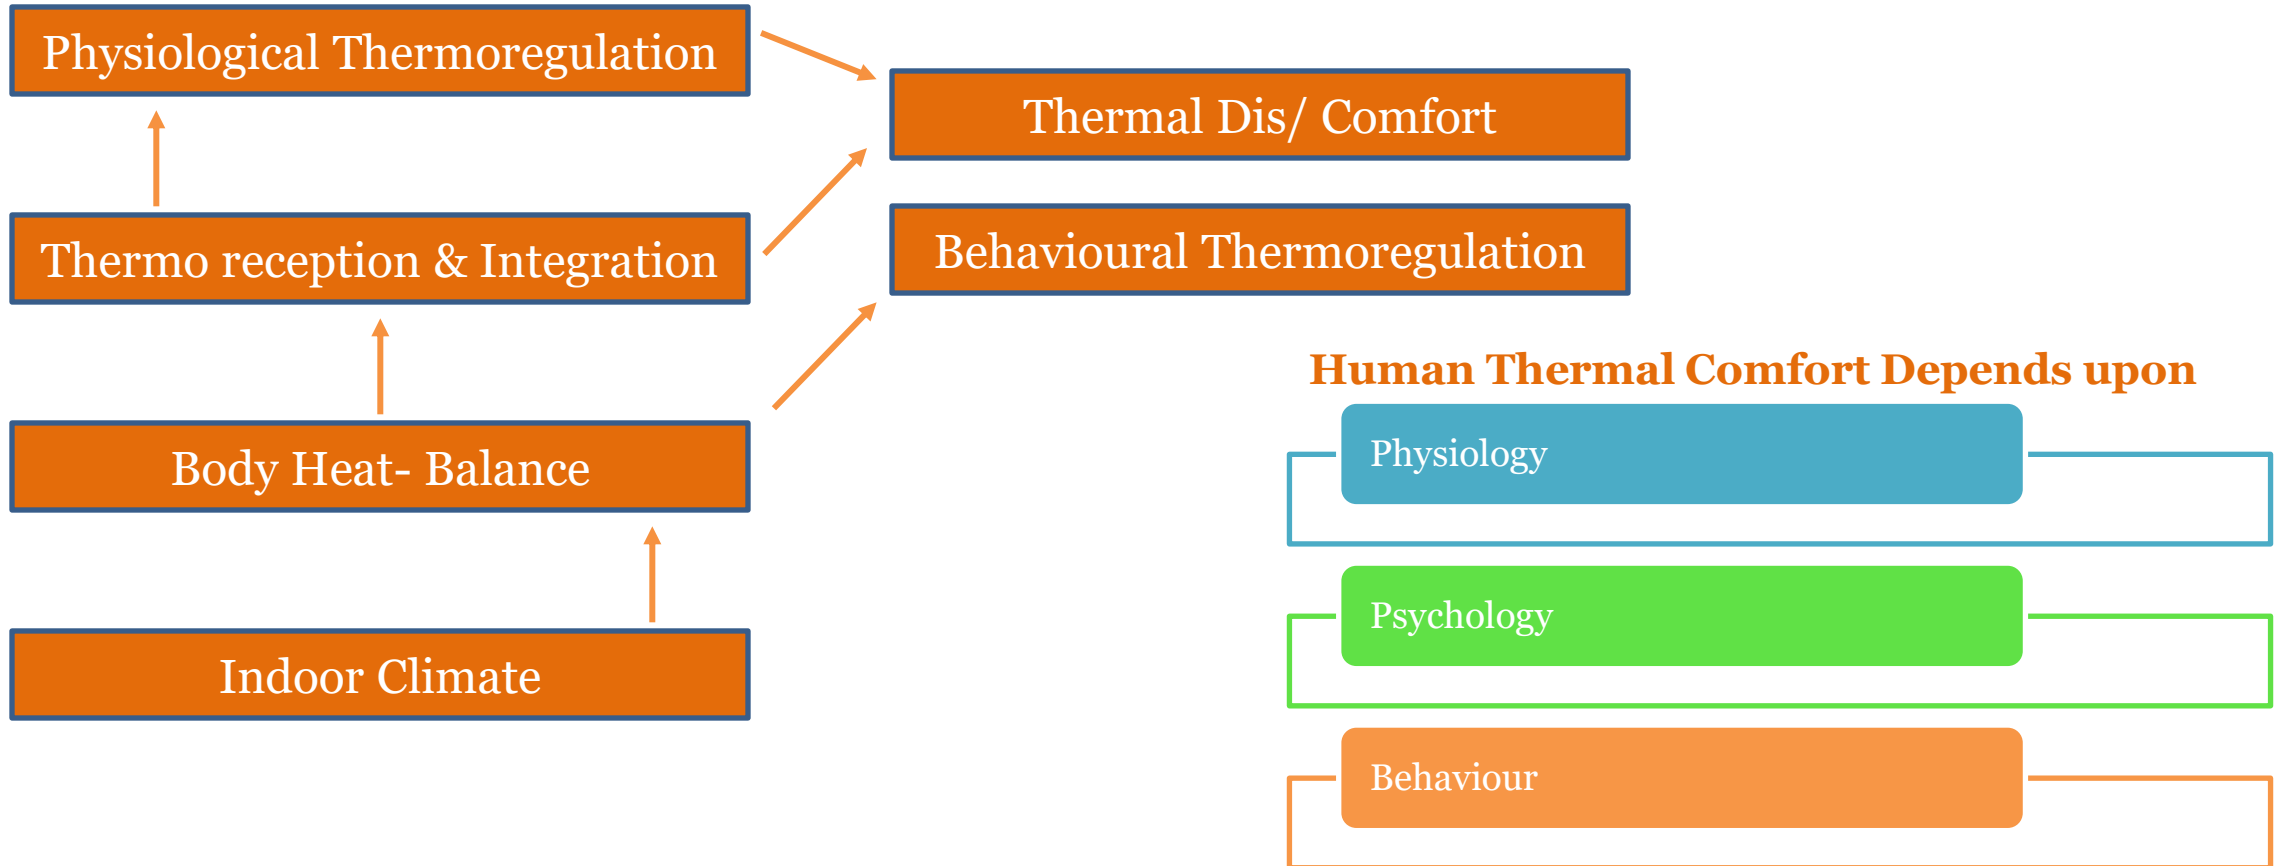 Physiological Thermoregulation
Thermal Dis/ Comfort
Thermo reception & Integration
Behavioural Thermoregulation
Body Heat- Balance
Indoor Climate
Human Thermal Comfort Depends upon
Physiology
Psychology
Behaviour